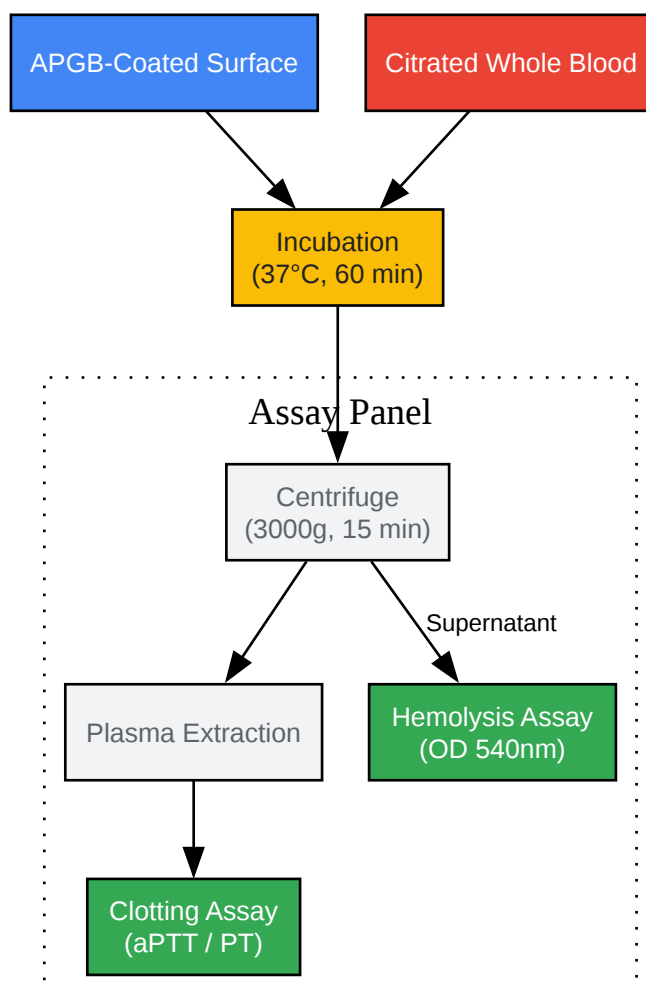 APGB-Coated Surface
Citrated Whole Blood
Incubation
(37°C, 60 min)
Assay Panel
Centrifuge
(3000g, 15 min)
Supernatant
Plasma Extraction
Hemolysis Assay
(OD 540nm)
Clotting Assay
(aPTT / PT)